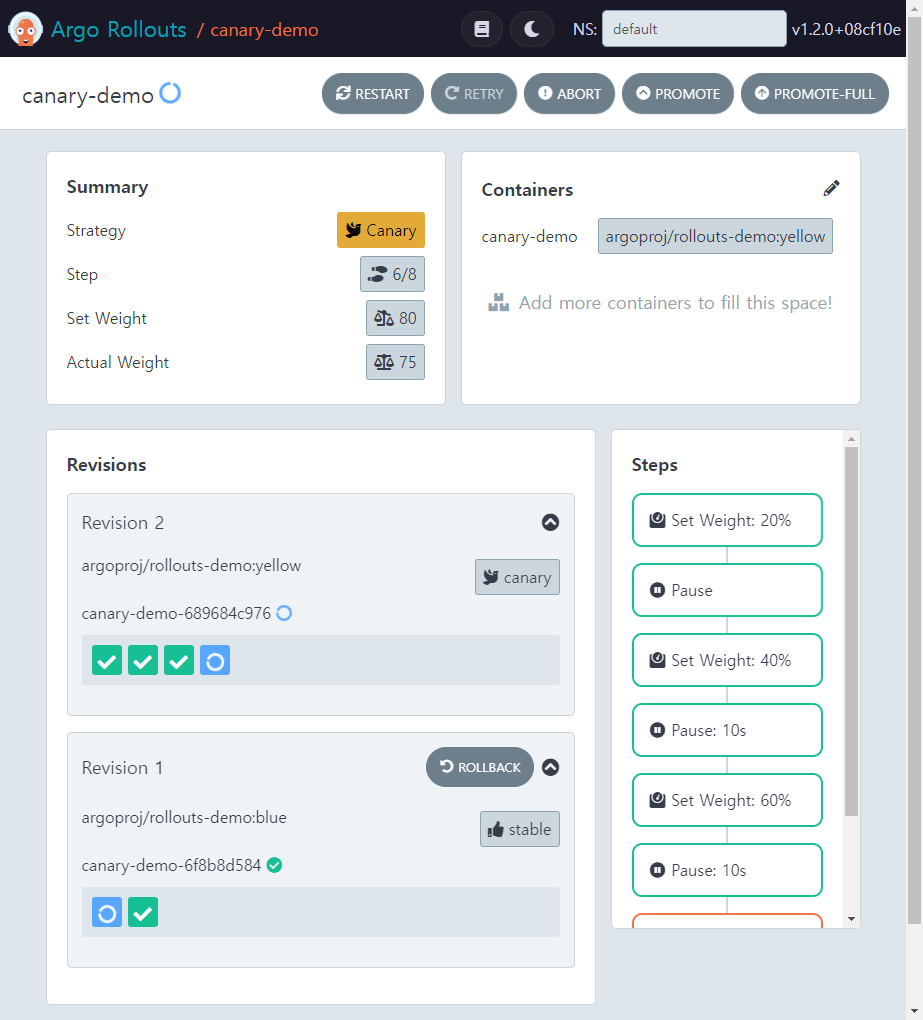 Argo Rollouts / canary-demo NS: default v1.2.0+08cf10e
canary-demo RESTART RETRY ABORT PROMOTE PROMOTE-FULL
Summary
Strategy Canary
Step 6/8
Set Weight 80
Actual Weight 75
Containers
canary-demo argoproj/rollouts-demo:yellow
Add more containers to fill this space!
Revisions
Revision 2
argoproj/rollouts-demo:yellow
canary
canary-demo-689684c976
Revision 1 ROLLBACK
argoproj/rollouts-demo:blue
stable
canary-demo-6f8b8d584
Steps
Set Weight: 20%
Pause
Set Weight: 40%
Pause: 10s
Set Weight: 60%
Pause: 10s